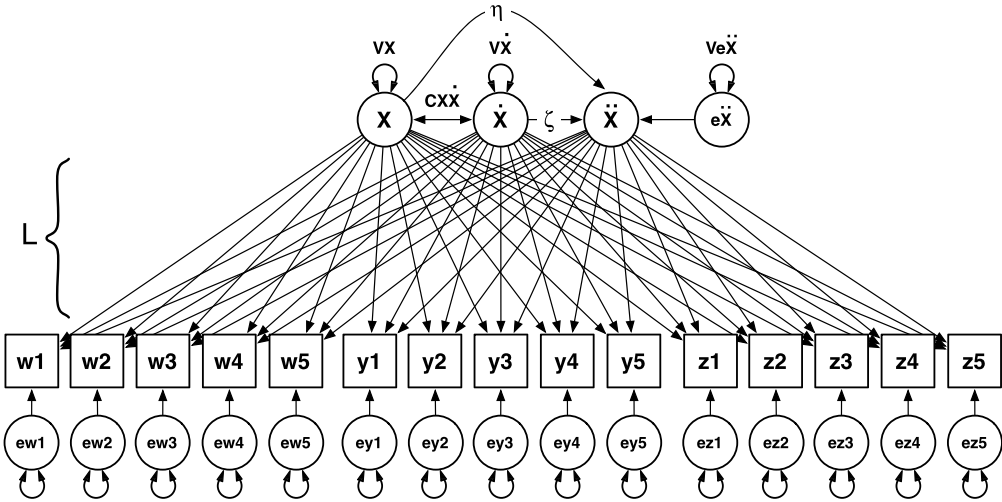 η
VX VẊ VeẌ
CXẊ
X Ẋ ζ Ẍ eẌ
L
w1 w2 w3 w4 w5 y1 y2 y3 y4 y5 z1 z2 z3 z4 z5
ew1 ew2 ew3 ew4 ew5 ey1 ey2 ey3 ey4 ey5 ez1 ez2 ez3 ez4 ez5